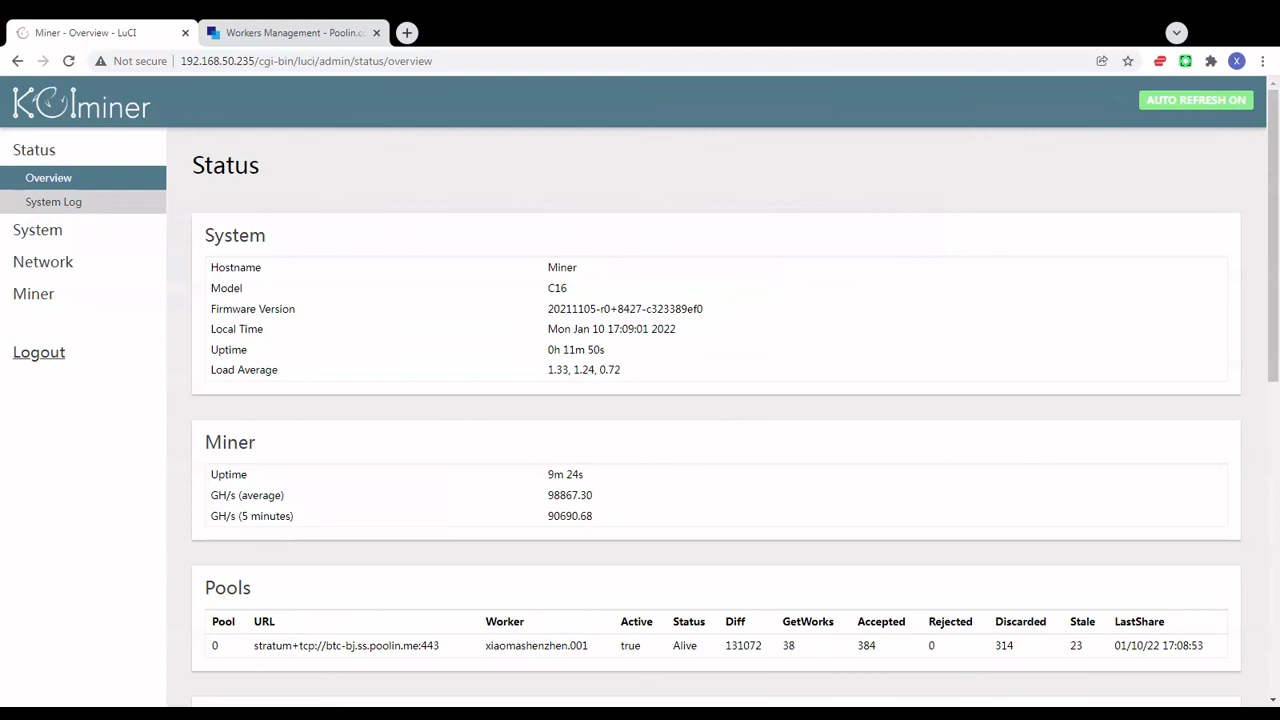 Miner - Overview - LuCI
Workers Management - Poolin.c
Not secure 192.168.50.235/cgi-bin/luci/admin/status/overview
X
KOIminer
AUTO REFRESH ON
Status
Overview
System Log
System
Network
Miner
Logout
Status
System
Hostname Miner
Model C16
Firmware Version 20211105-r0+8427-c323389ef0
Local Time Mon Jan 10 17:09:01 2022
Uptime 0h 11m 50s
Load Average 1.33, 1.24, 0.72
Miner
Uptime 9m 24s
GH/s (average) 98867.30
GH/s (5 minutes) 90690.68
Pools
Pool URL Worker Active Status Diff GetWorks Accepted Rejected Discarded Stale LastShare
0 stratum+tcp://btc-bj.ss.poolin.me:443 xiaomashenzhen.001 true Alive 131072 38 384 0 314 23 01/10/22 17:08:53